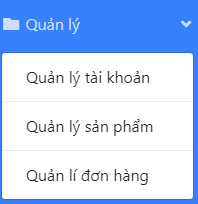 Quản lý
Quản lý tài khoản
Quản lý sản phẩm
Quản lí đơn hàng